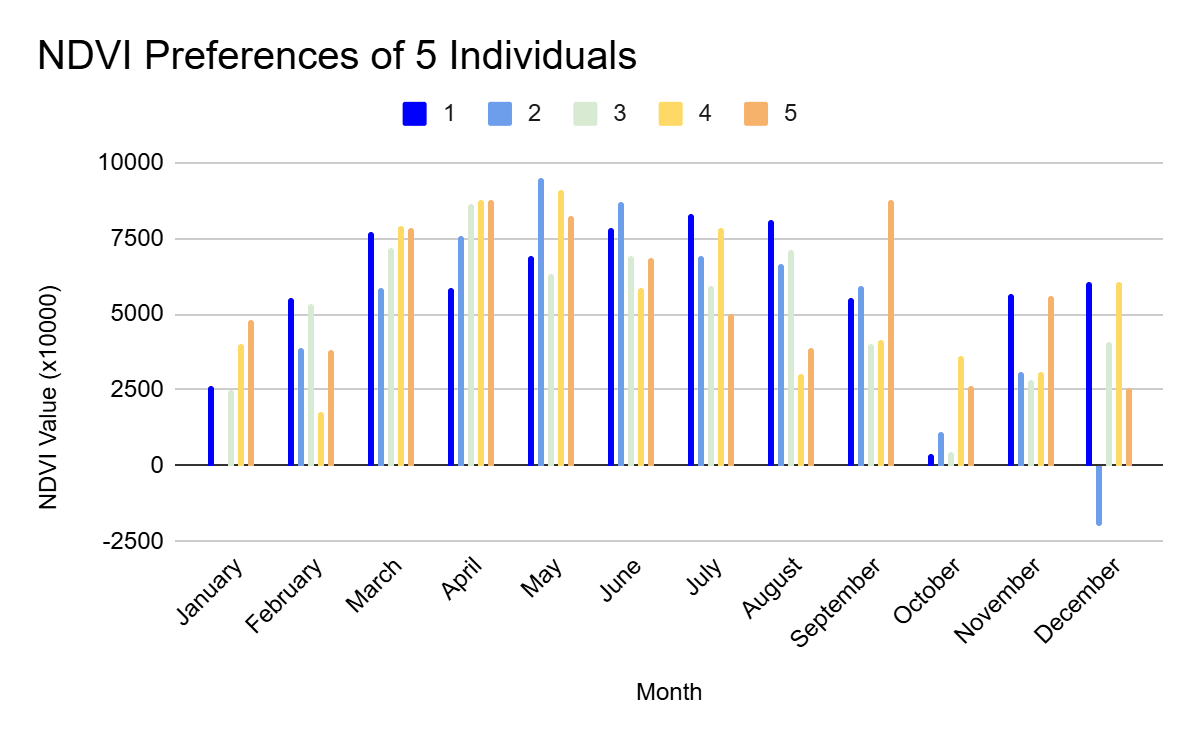 NDVI Preferences of 5 Individuals
1 2 3 4 5
10000
7500
5000
2500
0
-2500
NDVI Value (x10000)
January February March April May June July August September October November December
Month